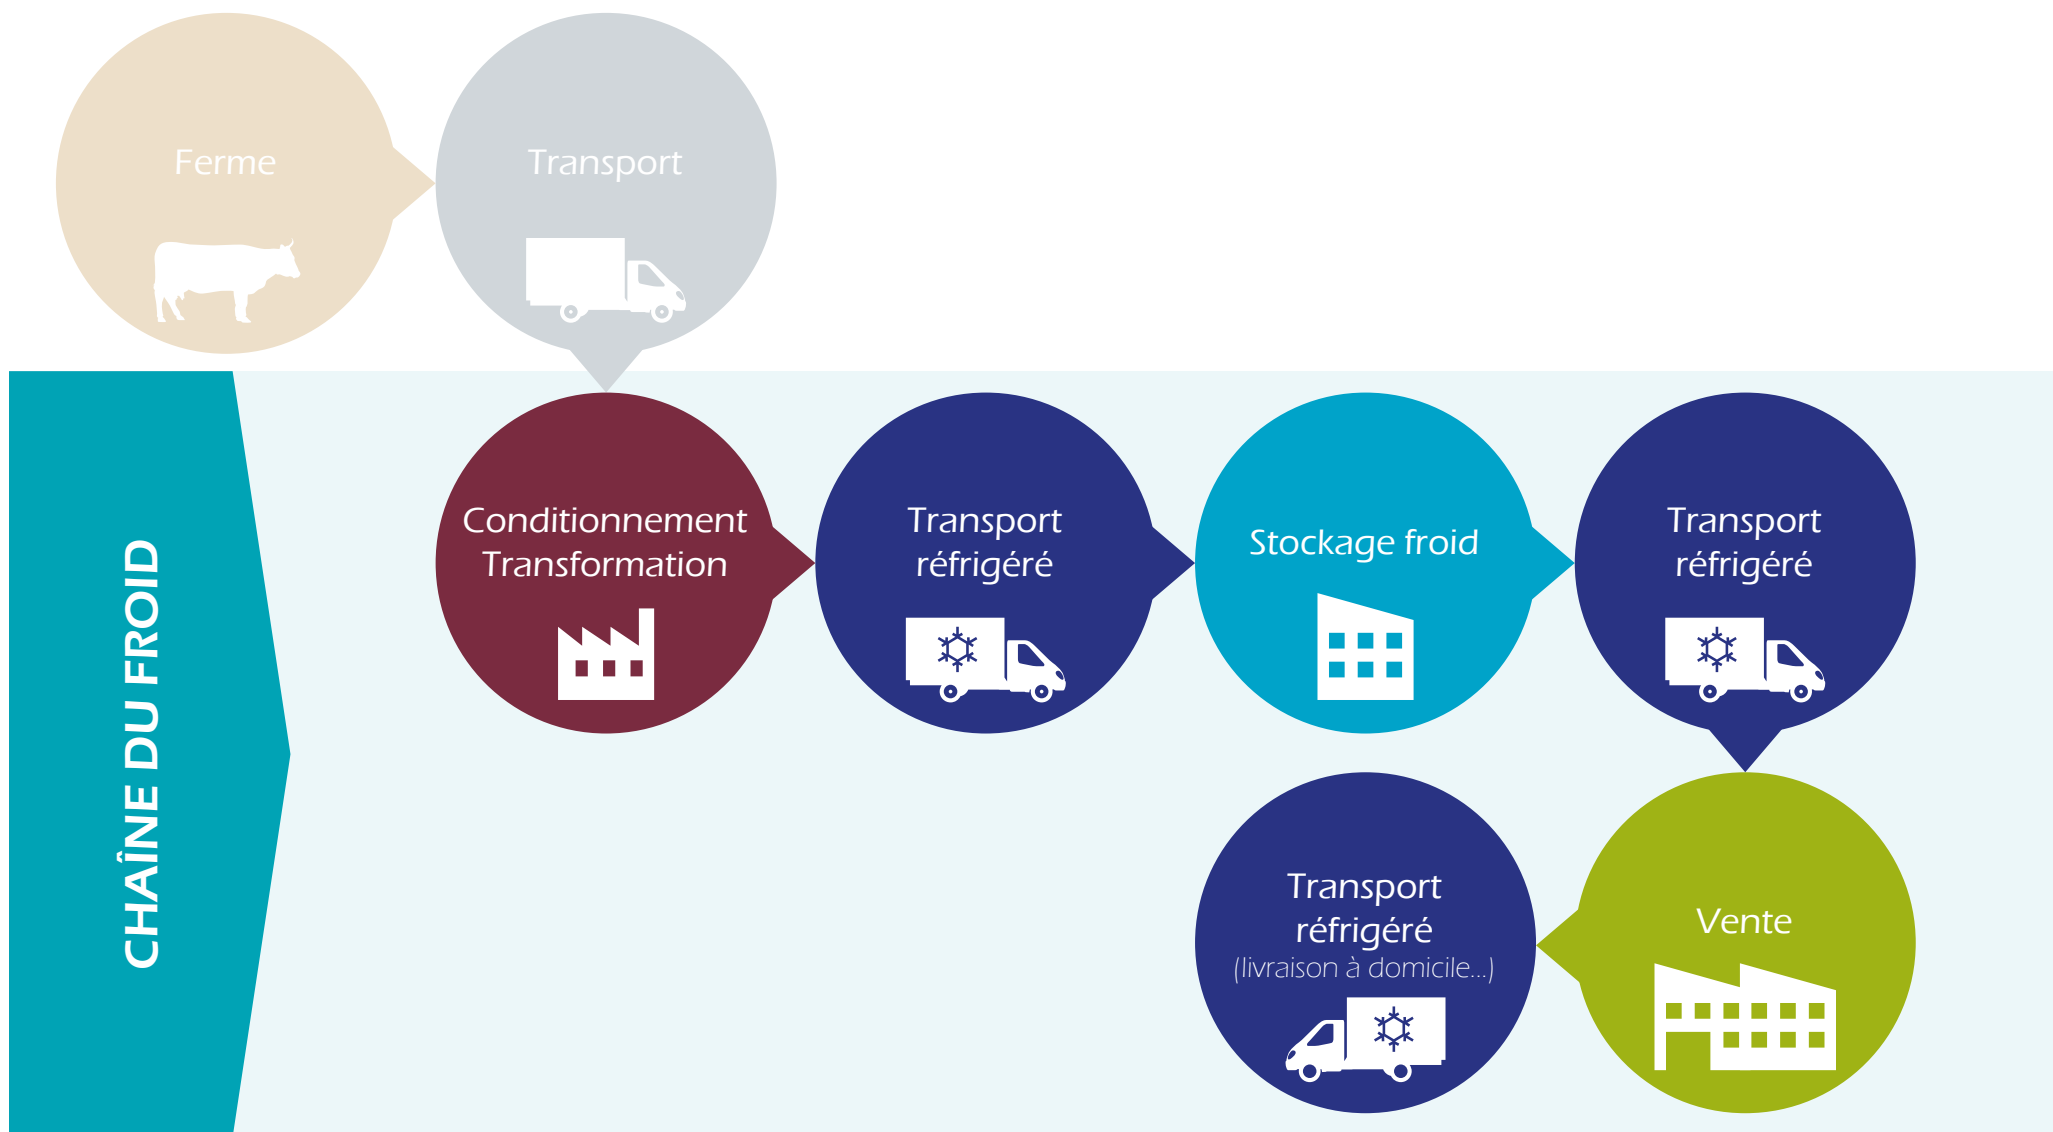 Ferme
Transport
CHAÎNE DU FROID
Conditionnement
Transformation
Transport
réfrigéré
Stockage froid
Transport
réfrigéré
Transport
réfrigéré
(livraison à domicile...)
Vente